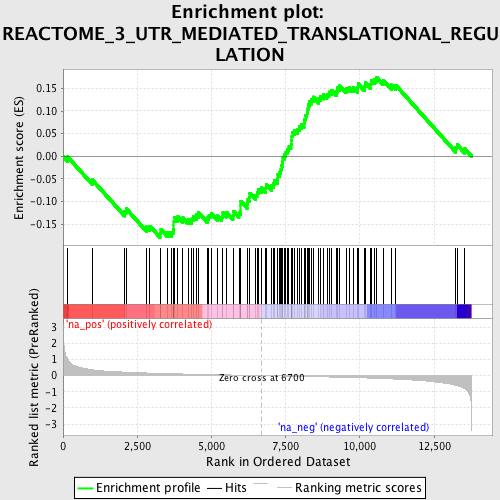 Enrichment plot:
REACTOME_3_UTR_MEDIATED_TRANSLATIONAL_REGU
LATION
Enrichment score (ES)
0.15
0.10
0.05
0.00
-0.05
-0.10
-0.15
'na_pos' (positively correlated)
Ranked list metric (PreRanked)
3
2
1
0
-1
-2
-3
Zero cross at 6700
'na_neg' (negatively correlated)
0
2,500
5,000
7,500
10,000
12,500
Rank in Ordered Dataset
Enrichment profile
Hits
Ranking metric scores